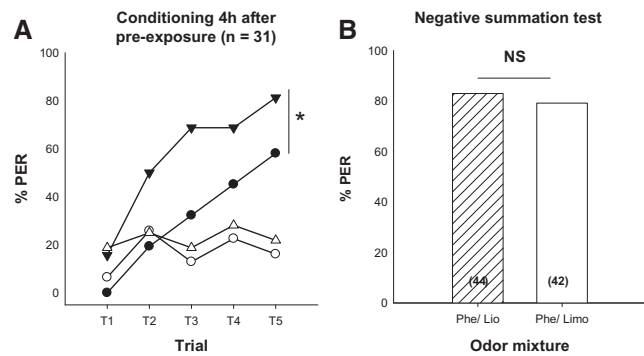 A
Conditioning 4h after
pre-exposure (n = 31)
100
80
60
40
20
0
% PER
*
T1 T2 T3 T4 T5
Trial
B
Negative summation test
NS
100
80
60
40
20
0
% PER
(44) (42)
Phe/ Lio Phe/ Limo
Odor mixture